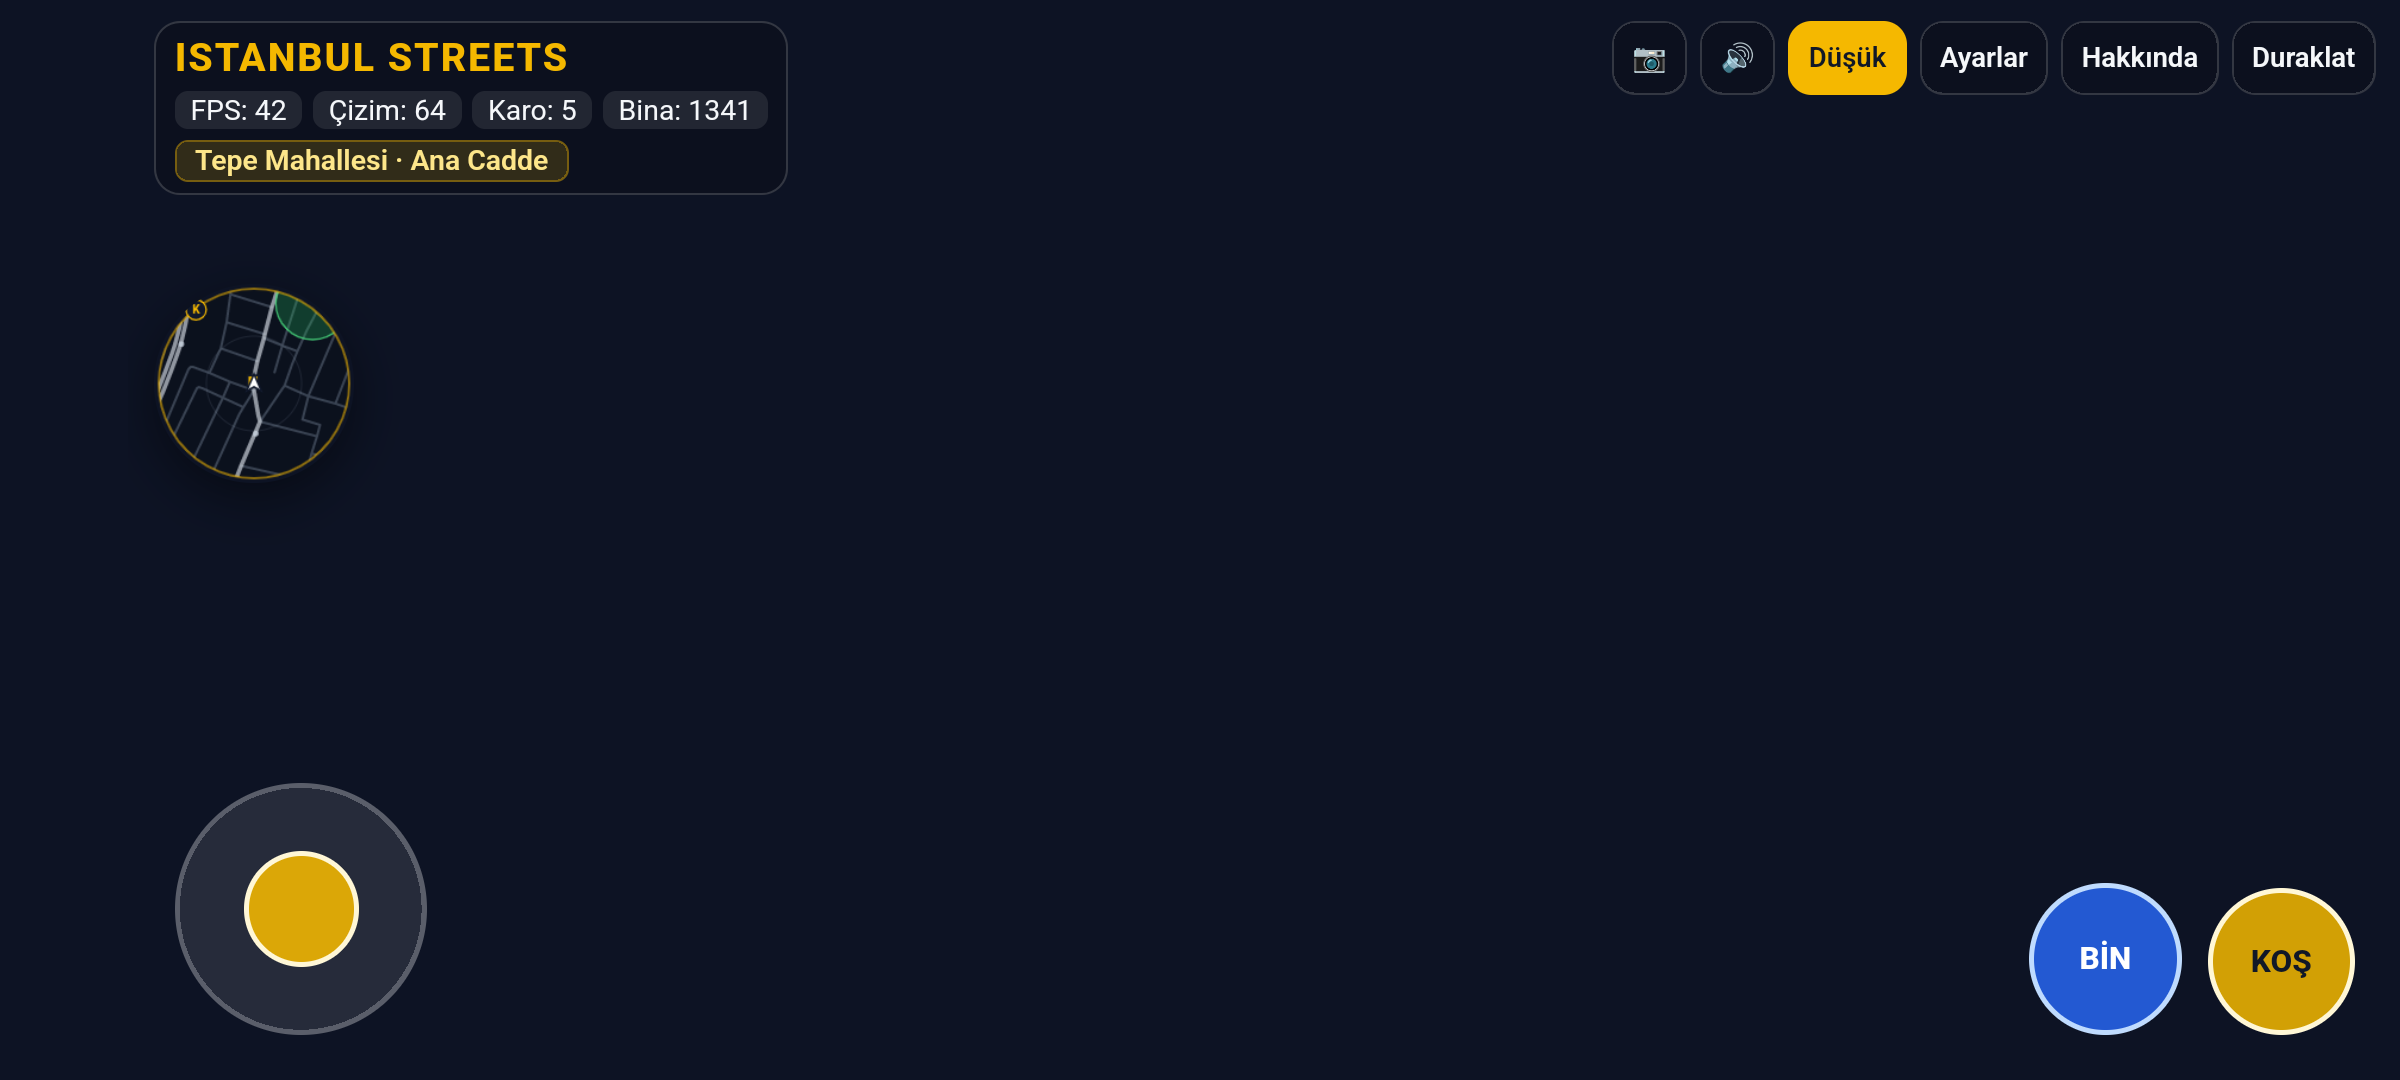 ISTANBUL STREETS
FPS: 42 Çizim: 64 Karo: 5 Bina: 1341
Tepe Mahallesi · Ana Cadde
Düşük Ayarlar Hakkında Duraklat
K
BİN KOŞ